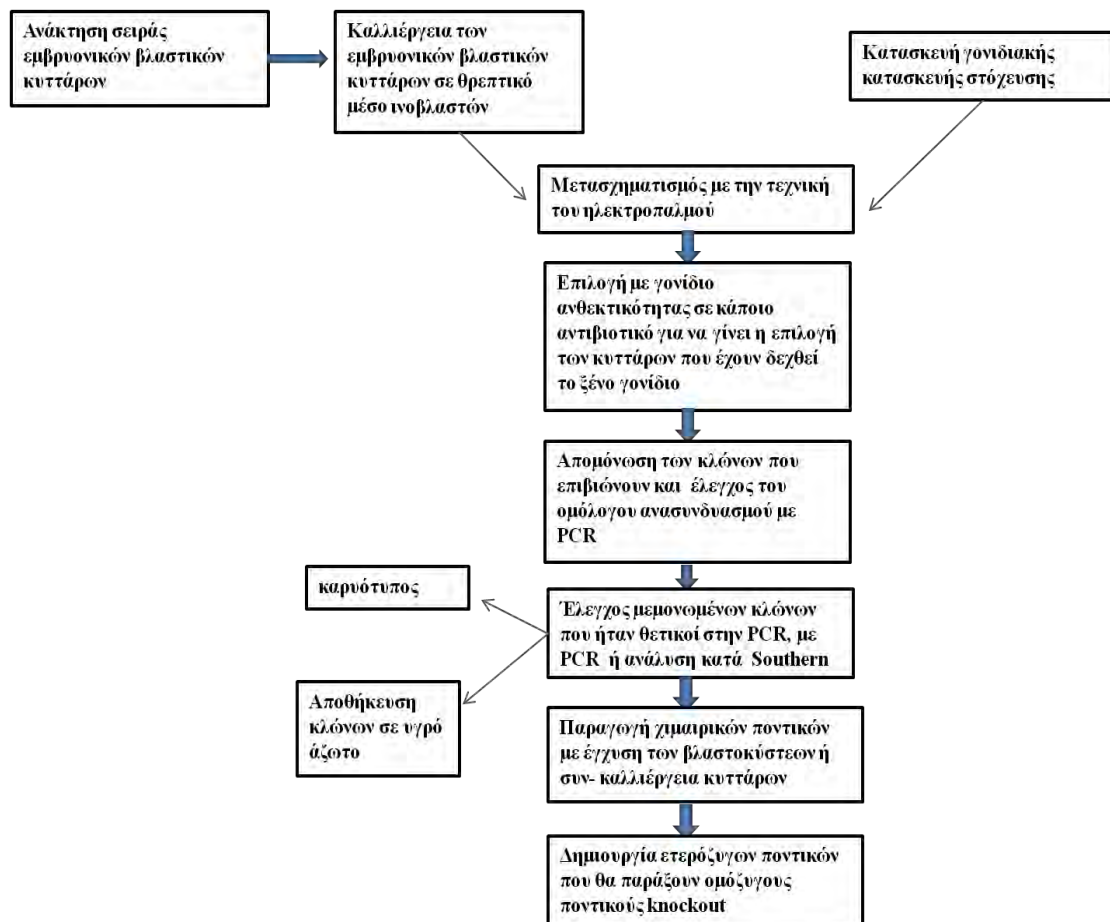 Ανάκτηση σειράς
εμβρυονικών βλαστικών
κυττάρων
Καλλιέργεια των
εμβρυονικών βλαστικών
κυττάρων σε θρεπτικό
μέσο ινοβλαστών
Κατασκευή γονιδιακής
κατασκευής στόχευσης
Μετασχηματισμός με την τεχνική
του ηλεκτροπαλμού
Επιλογή με γονίδιο
ανθεκτικότητας σε κάποιο
αντιβιοτικό για να γίνει η επιλογή
των κυττάρων που έχουν δεχθεί
το ξένο γονίδιο
Απομόνωση των κλώνων που
επιβιώνουν και έλεγχος του
ομόλογου ανασυνδυασμού με
PCR
καρυότυπος
Έλεγχος μεμονωμένων κλώνων
που ήταν θετικοί στην PCR, με
PCR ή ανάλυση κατά Southern
Αποθήκευση
κλώνων σε υγρό
άζωτο
Παραγωγή χιμαιρικών ποντικών
με έγχυση των βλαστοκύστεων ή
συν- καλλιέργεια κυττάρων
Δημιουργία ετερόζυγων ποντικών
που θα παράξουν ομόζυγους
ποντικούς knockout